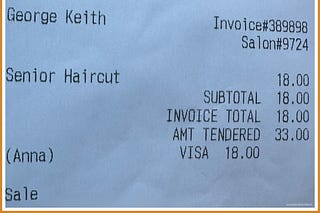 George Keith
Invoice#389898
Salon#9724
Senior Haircut 18.00
SUBTOTAL 18.00
INVOICE TOTAL 18.00
AMT TENDERED 33.00
(Anna) VISA 18.00
Sale